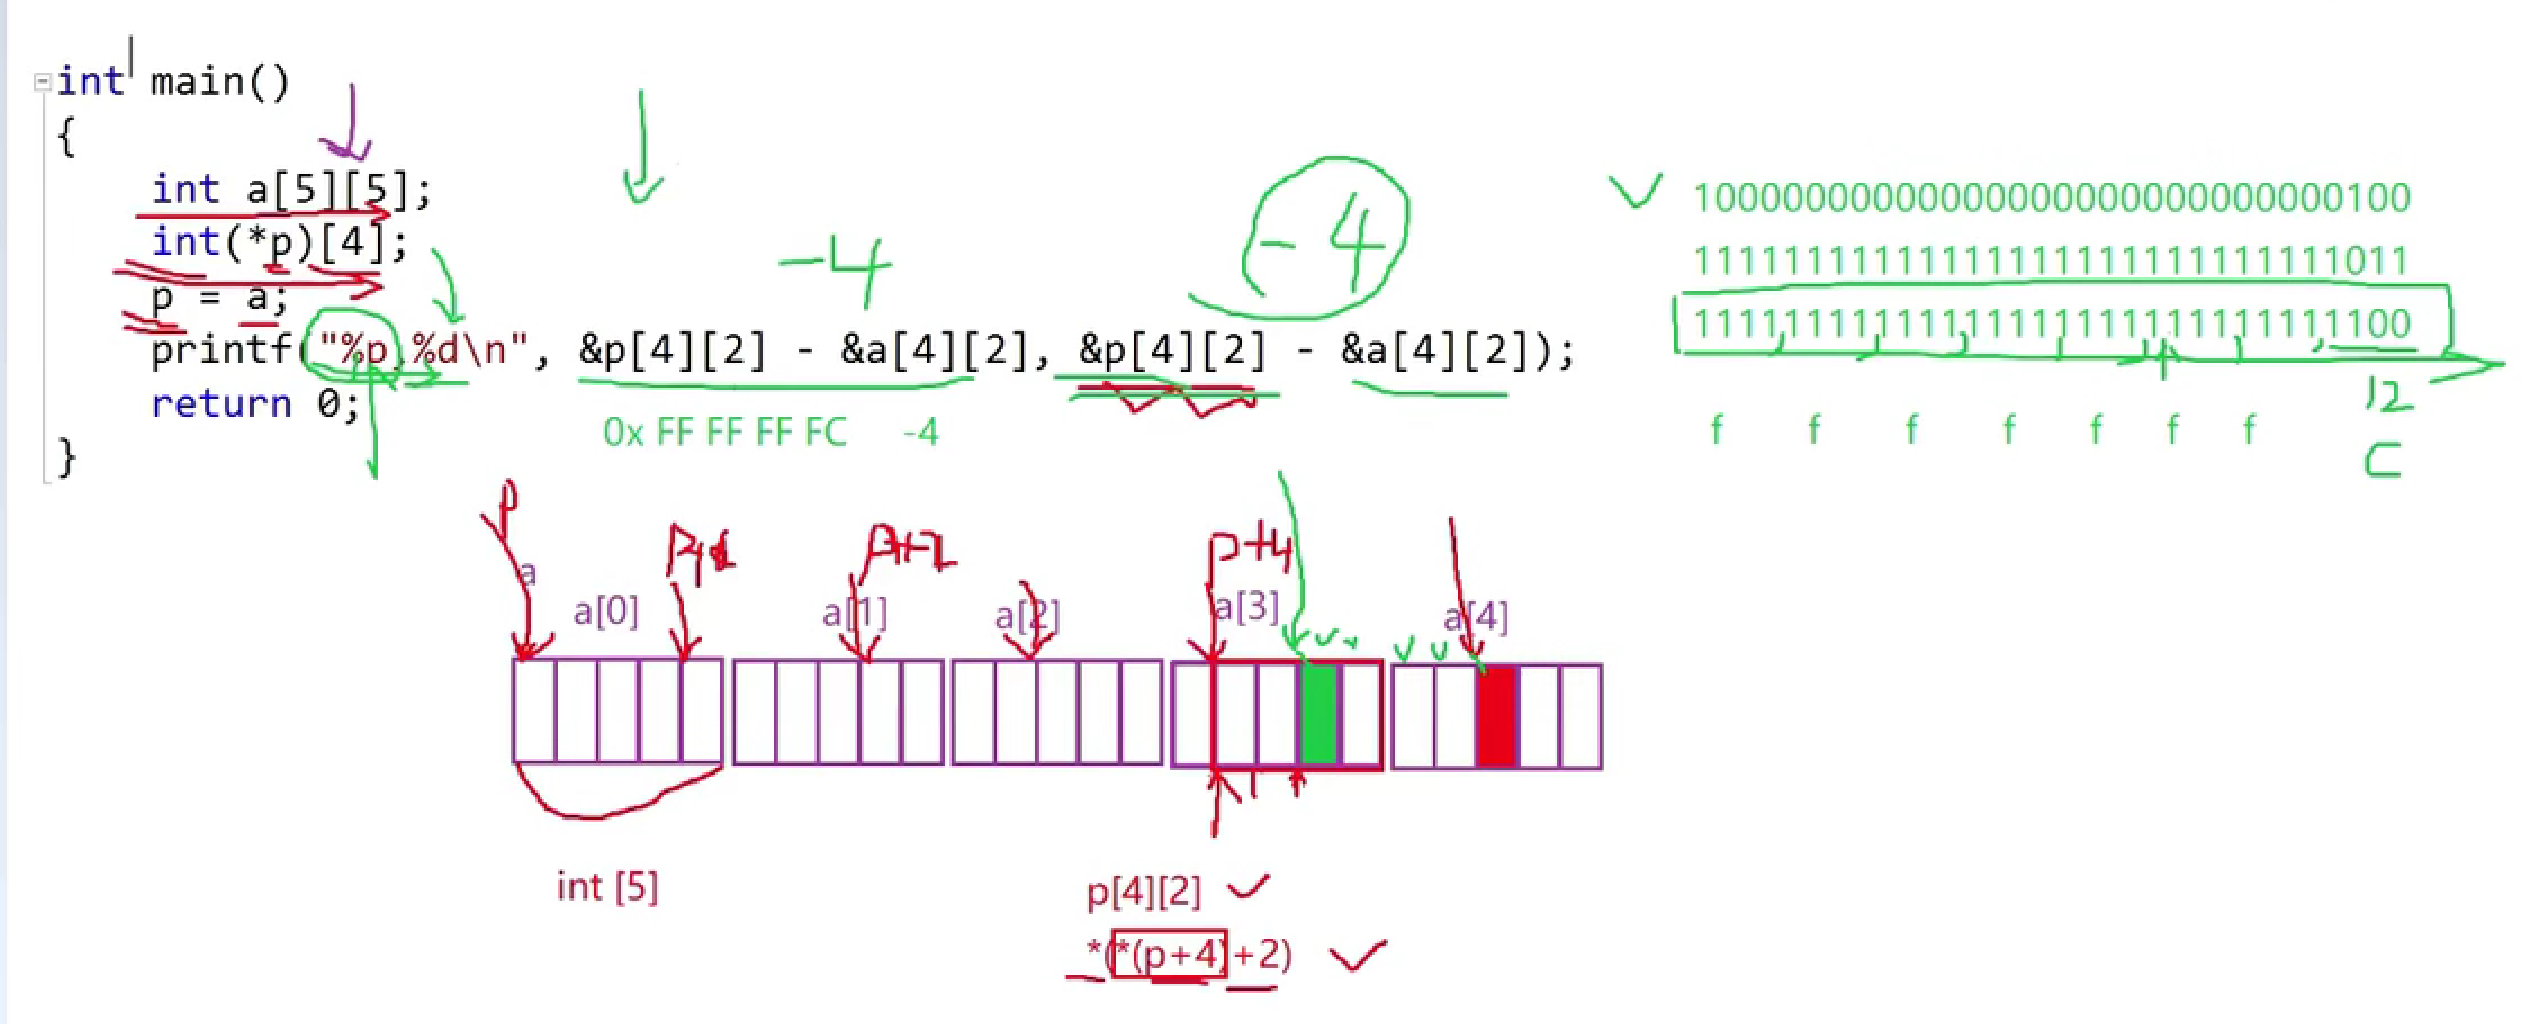 int main()
{
int a[5][5];
int(*p)[4];
p = a;
printf("%p,%d\n", &p[4][2] - &a[4][2], &p[4][2] - &a[4][2]);
return 0;
}
-4
-4
0x FF FF FF FC -4
10000000000000000000000000000100
11111111111111111111111111111011
11111111111111111111111111111100
12
f f f f f f f C
p p+1 p+2 p+4
a
a[0] a[1] a[2] a[3] a[4]
int [5]
p[4][2]
*(*(p+4)+2)